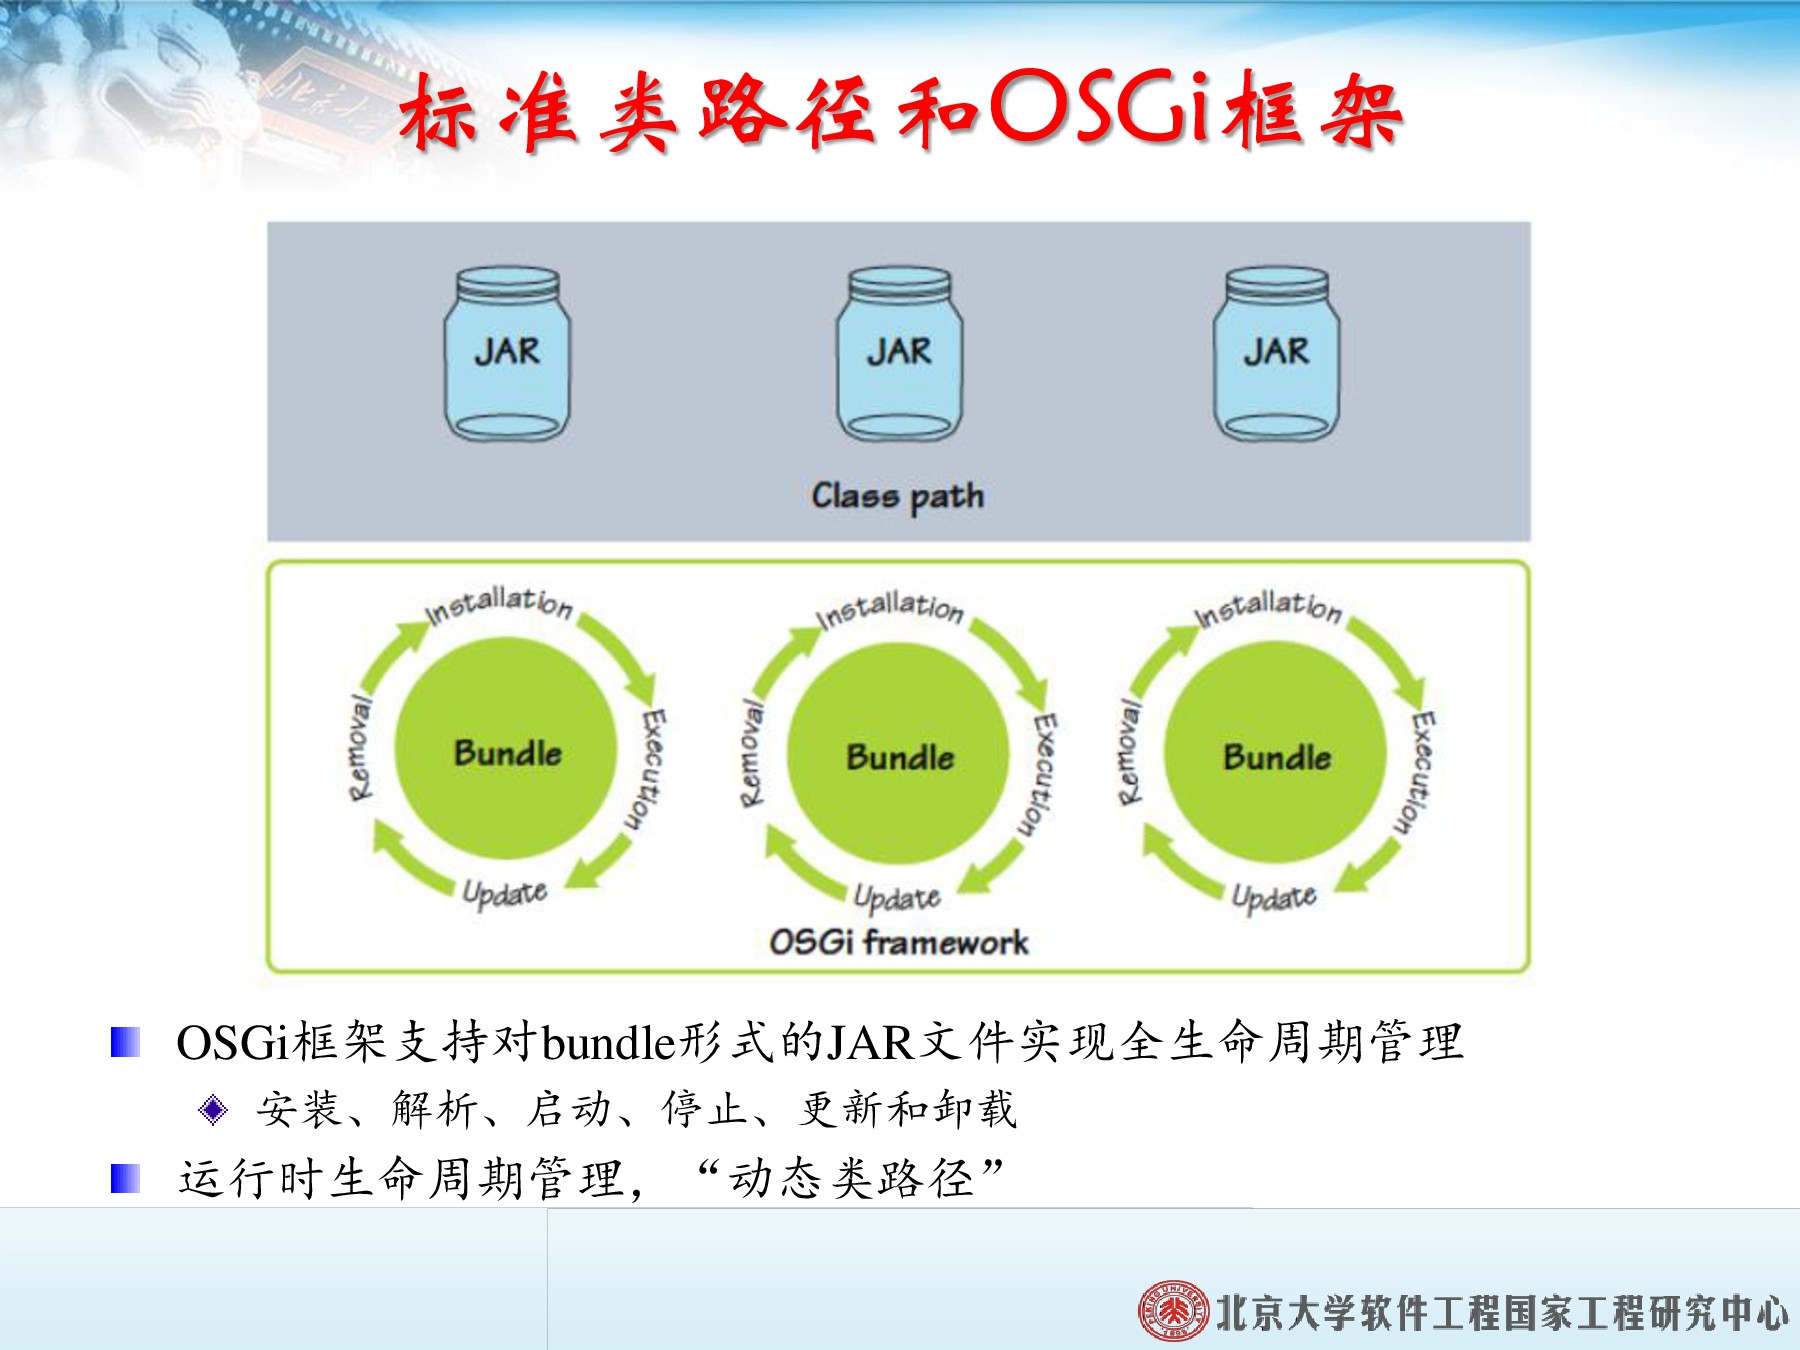 标准类路径和OSGi框架
JAR JAR JAR
Class path
Installation Installation Installation
Removal Bundle Execution Removal Bundle Execution Removal Bundle Execution
Update Update Update
OSGi framework
OSGi框架支持对bundle形式的JAR文件实现全生命周期管理
安装、解析、启动、停止、更新和卸载
运行时生命周期管理，“动态类路径”
北京大学软件工程国家工程研究中心